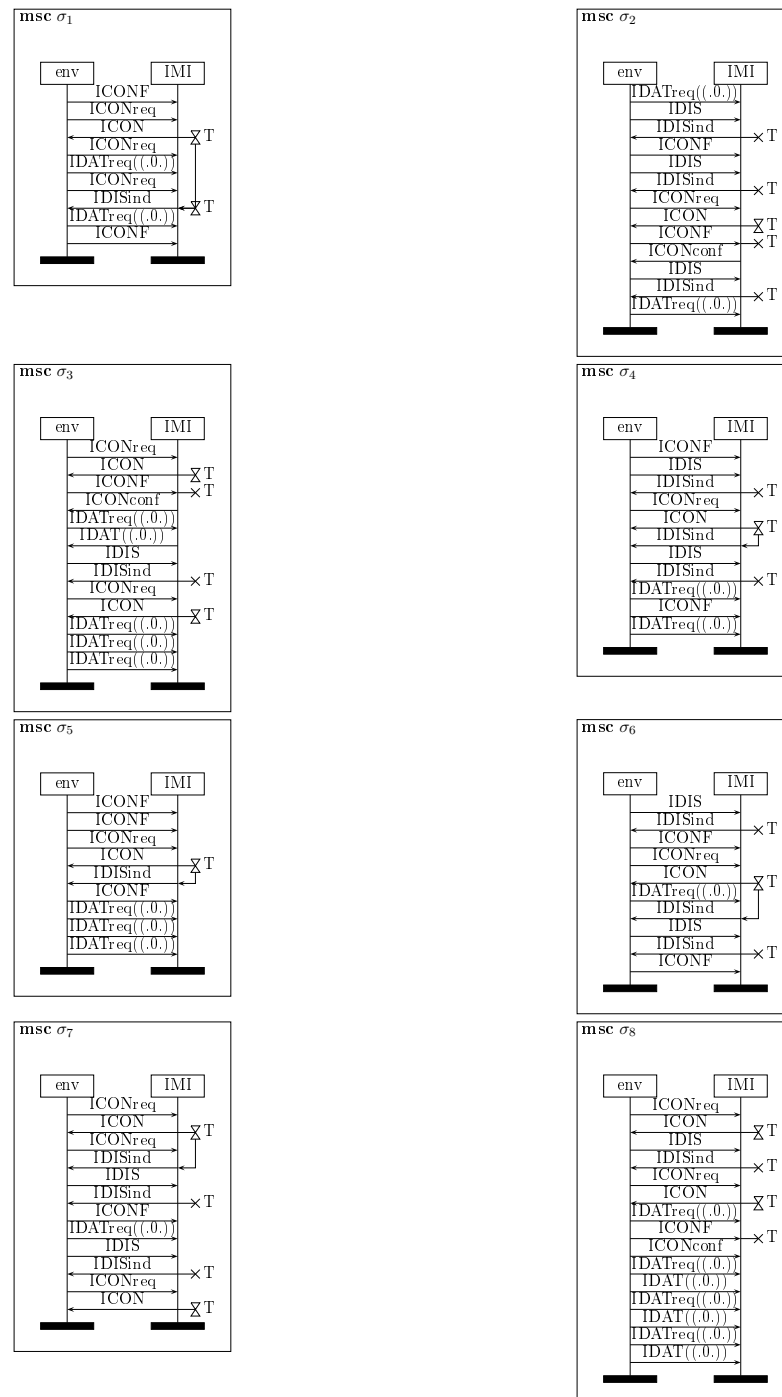 msc σ1
env IMI
ICONF
ICONreq
ICON T
ICONreq
IDATreq((.0.))
ICONreq
IDISind T
IDATreq((.0.))
ICONF
msc σ2
env IMI
IDATreq((.0.))
IDIS
IDISind T
ICONF
IDIS
IDISind T
ICONreq
ICON T
ICONF T
ICONconf
IDIS
IDISind T
IDATreq((.0.))
msc σ3
env IMI
ICONreq
ICON T
ICONF T
ICONconf
IDATreq((.0.))
IDAT((.0.))
IDIS
IDISind T
ICONreq
ICON T
IDATreq((.0.))
IDATreq((.0.))
IDATreq((.0.))
msc σ4
env IMI
ICONF
IDIS
IDISind T
ICONreq
ICON T
IDISind
IDIS
IDISind T
IDATreq((.0.))
ICONF
IDATreq((.0.))
msc σ5
env IMI
ICONF
ICONF
ICONreq
ICON T
IDISind
ICONF
IDATreq((.0.))
IDATreq((.0.))
IDATreq((.0.))
msc σ6
env IMI
IDIS
IDISind T
ICONF
ICONreq
ICON T
IDATreq((.0.))
IDISind
IDIS
IDISind T
ICONF
msc σ7
env IMI
ICONreq
ICON T
ICONreq
IDISind
IDIS
IDISind T
ICONF
IDATreq((.0.))
IDIS
IDISind T
ICONreq
ICON T
msc σ8
env IMI
ICONreq
ICON T
IDIS
IDISind T
ICONreq
ICON T
IDATreq((.0.))
ICONF T
ICONconf
IDATreq((.0.))
IDAT((.0.))
IDATreq((.0.))
IDAT((.0.))
IDATreq((.0.))
IDAT((.0.))